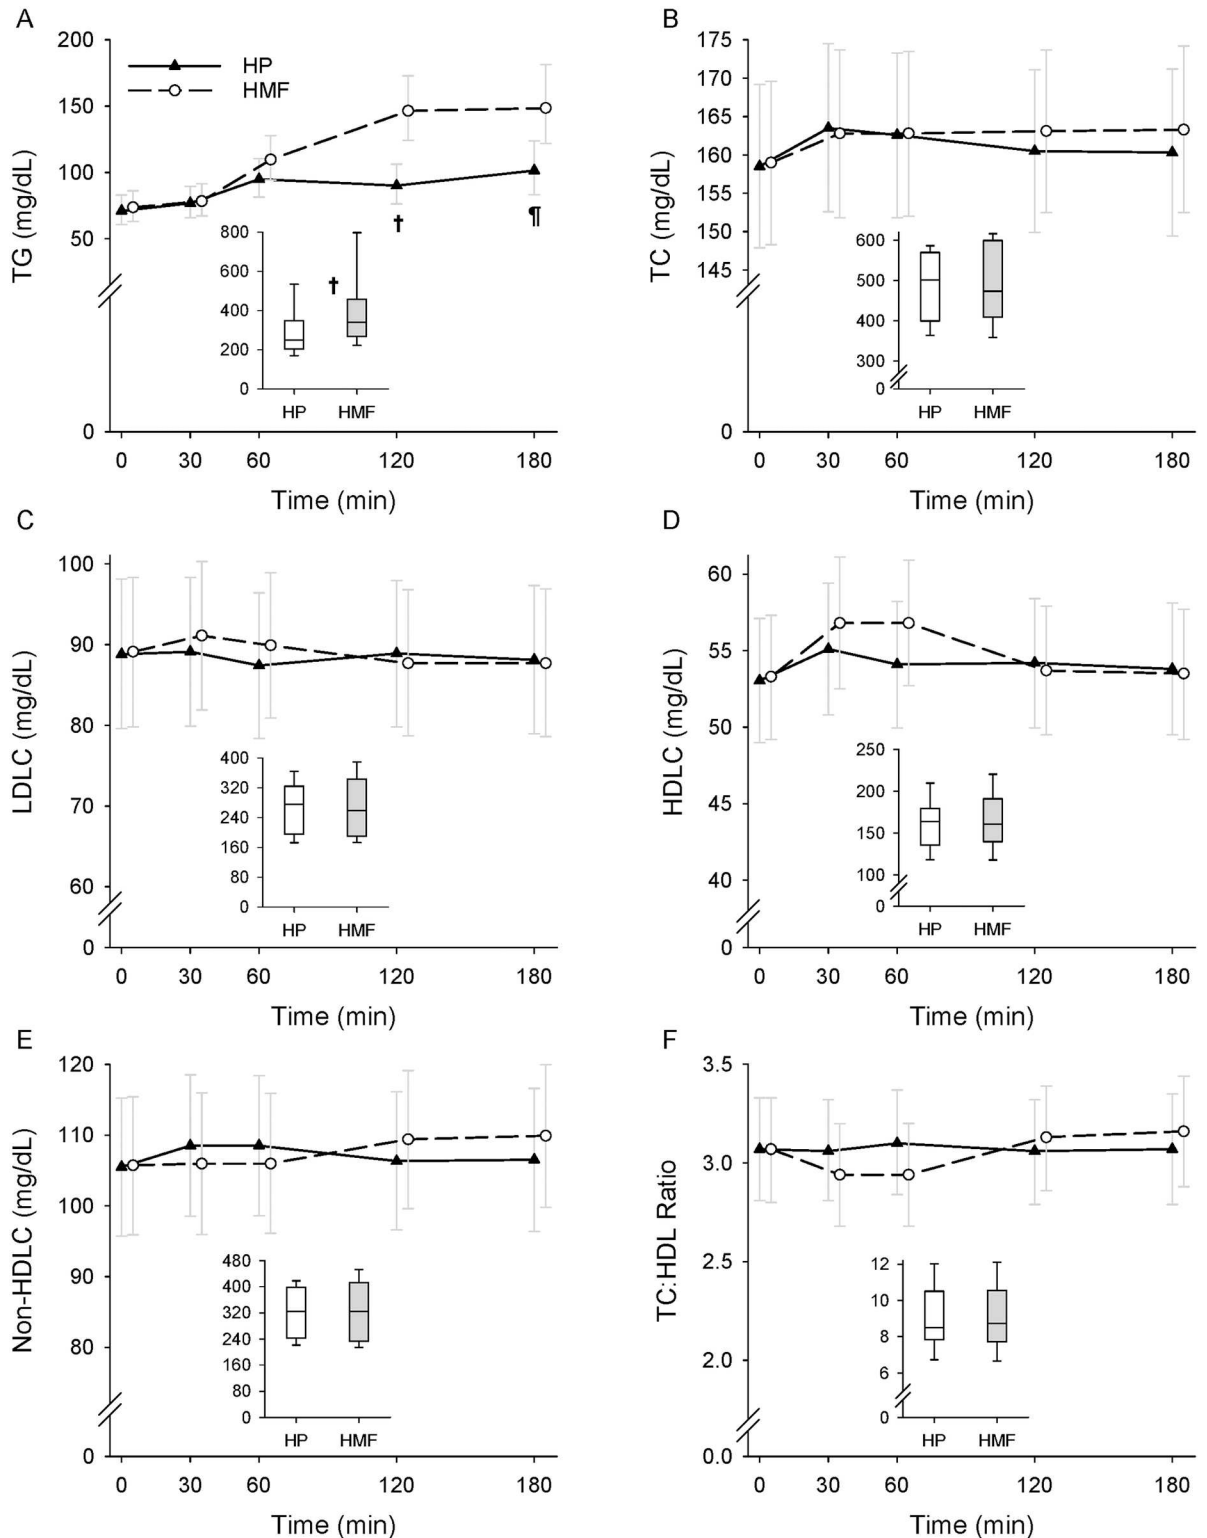 A
TG (mg/dL)
200
150
100
50
0
HP
HMF
†
¶
800
600
400
200
0
†
HP HMF
0 30 60 120 180
Time (min)
B
TC (mg/dL)
175
170
165
160
155
150
145
0
600
500
400
300
0
HP HMF
0 30 60 120 180
Time (min)
C
LDLC (mg/dL)
100
90
80
70
60
0
400
320
240
160
80
0
HP HMF
0 30 60 120 180
Time (min)
D
HDLC (mg/dL)
60
55
50
45
40
0
250
200
150
100
0
HP HMF
0 30 60 120 180
Time (min)
E
Non-HDLC (mg/dL)
120
110
100
90
80
0
480
400
320
240
160
80
0
HP HMF
0 30 60 120 180
Time (min)
F
TC:HDL Ratio
3.5
3.0
2.5
2.0
0.0
12
10
8
6
0
HP HMF
0 30 60 120 180
Time (min)